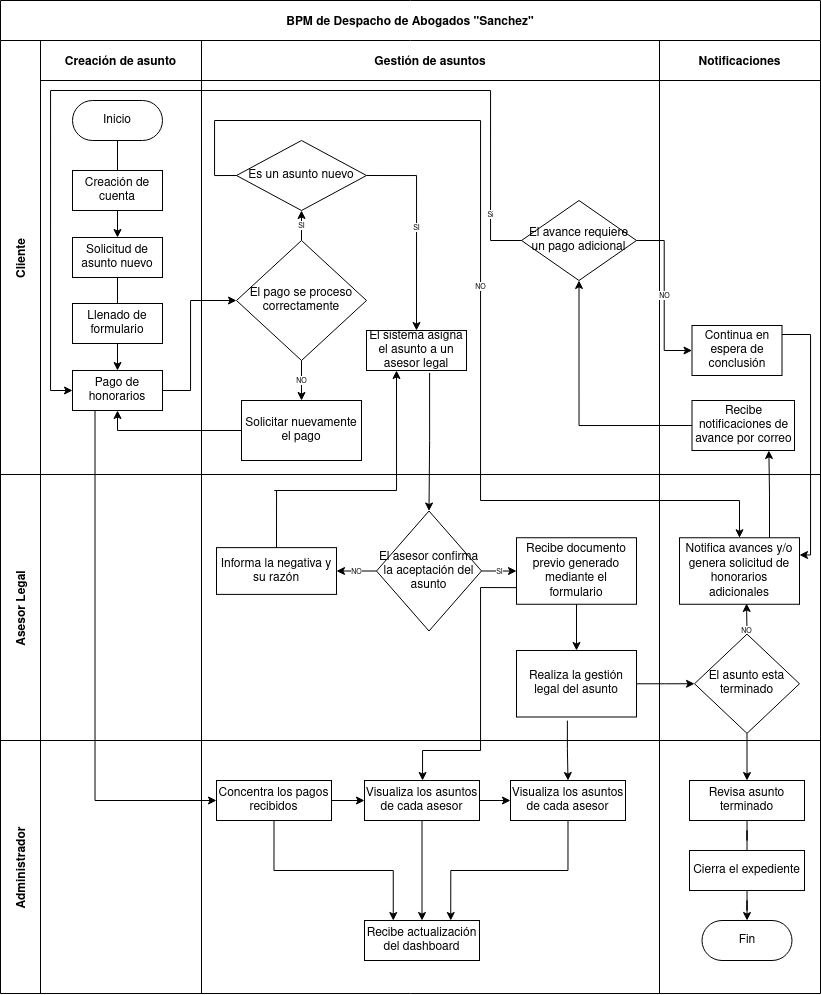 BPM de Despacho de Abogados "Sanchez"
Creación de asunto
Gestión de asuntos
Notificaciones
Cliente
Inicio
Creación de
cuenta
Solicitud de
asunto nuevo
Llenado de
formulario
Pago de
honorarios
Es un asunto nuevo
SI
SI
El pago se proceso
correctamente
NO
Solicitar nuevamente
el pago
El sistema asigna
el asunto a un
asesor legal
NO
Si
El avance requiere
un pago adicional
NO
Continua en
espera de
conclusión
Recibe
notificaciones de
avance por correo
Asesor Legal
Informa la negativa y
su razón
NO
El asesor confirma
la aceptación del
asunto
SI
Recibe documento
previo generado
mediante el
formulario
Realiza la gestión
legal del asunto
Notifica avances y/o
genera solicitud de
honorarios
adicionales
NO
El asunto esta
terminado
Administrador
Concentra los pagos
recibidos
Visualiza los asuntos
de cada asesor
Visualiza los asuntos
de cada asesor
Recibe actualización
del dashboard
Revisa asunto
terminado
Cierra el expediente
Fin